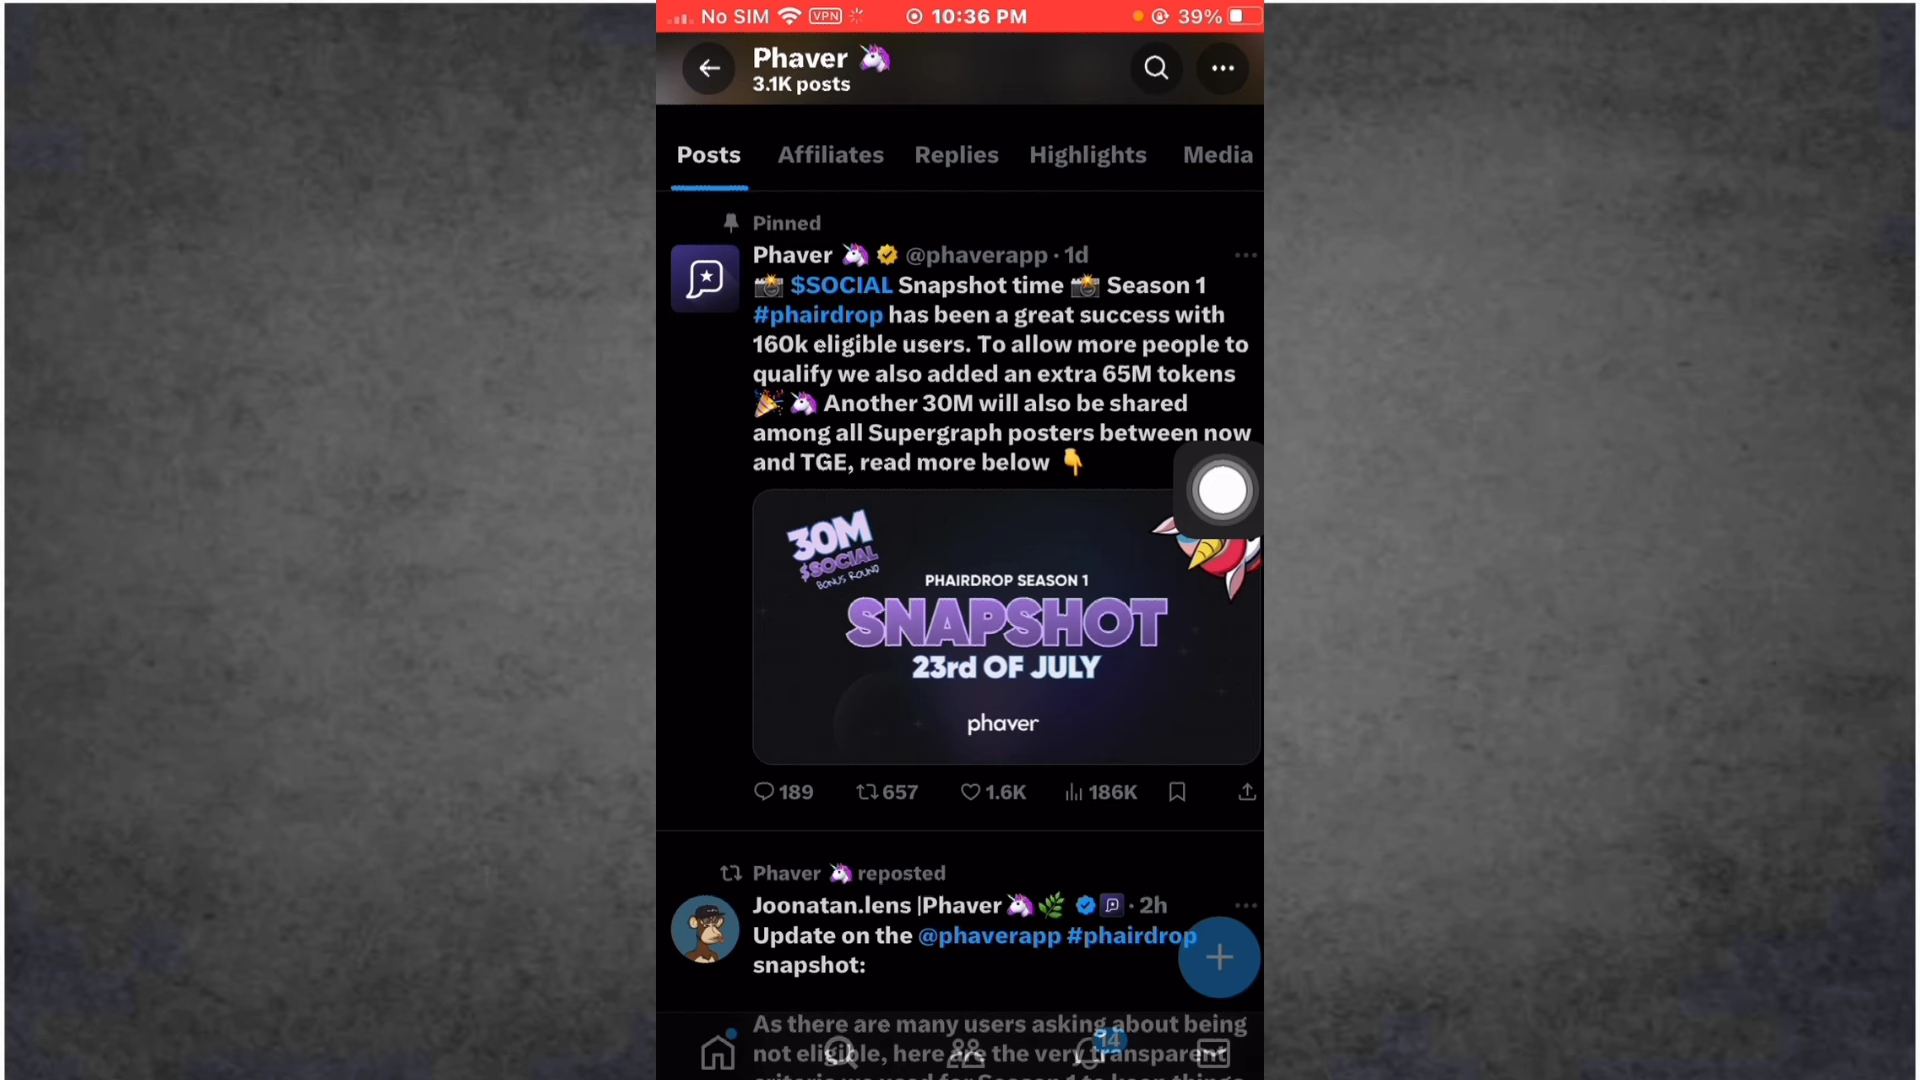 No SIM VPN 10:36 PM 39%
Phaver 🦄
3.1K posts
Posts Affiliates Replies Highlights Media
Pinned
Phaver 🦄 @phaverapp · 1d
📸 $SOCIAL Snapshot time 📸 Season 1
#phairdrop has been a great success with
160k eligible users. To allow more people to
qualify we also added an extra 65M tokens
🎉🦄 Another 30M will also be shared
among all Supergraph posters between now
and TGE, read more below 👇
30M
$SOCIAL
BONUS ROUND
PHAIRDROP SEASON 1
SNAPSHOT
23rd OF JULY
phaver
189 657 1.6K 186K
Phaver 🦄 reposted
Joonatan.lens |Phaver 🦄🌿 · 2h
Update on the @phaverapp #phairdrop
snapshot:
As there are many users asking about being
14
not eligible, here are the very transparent